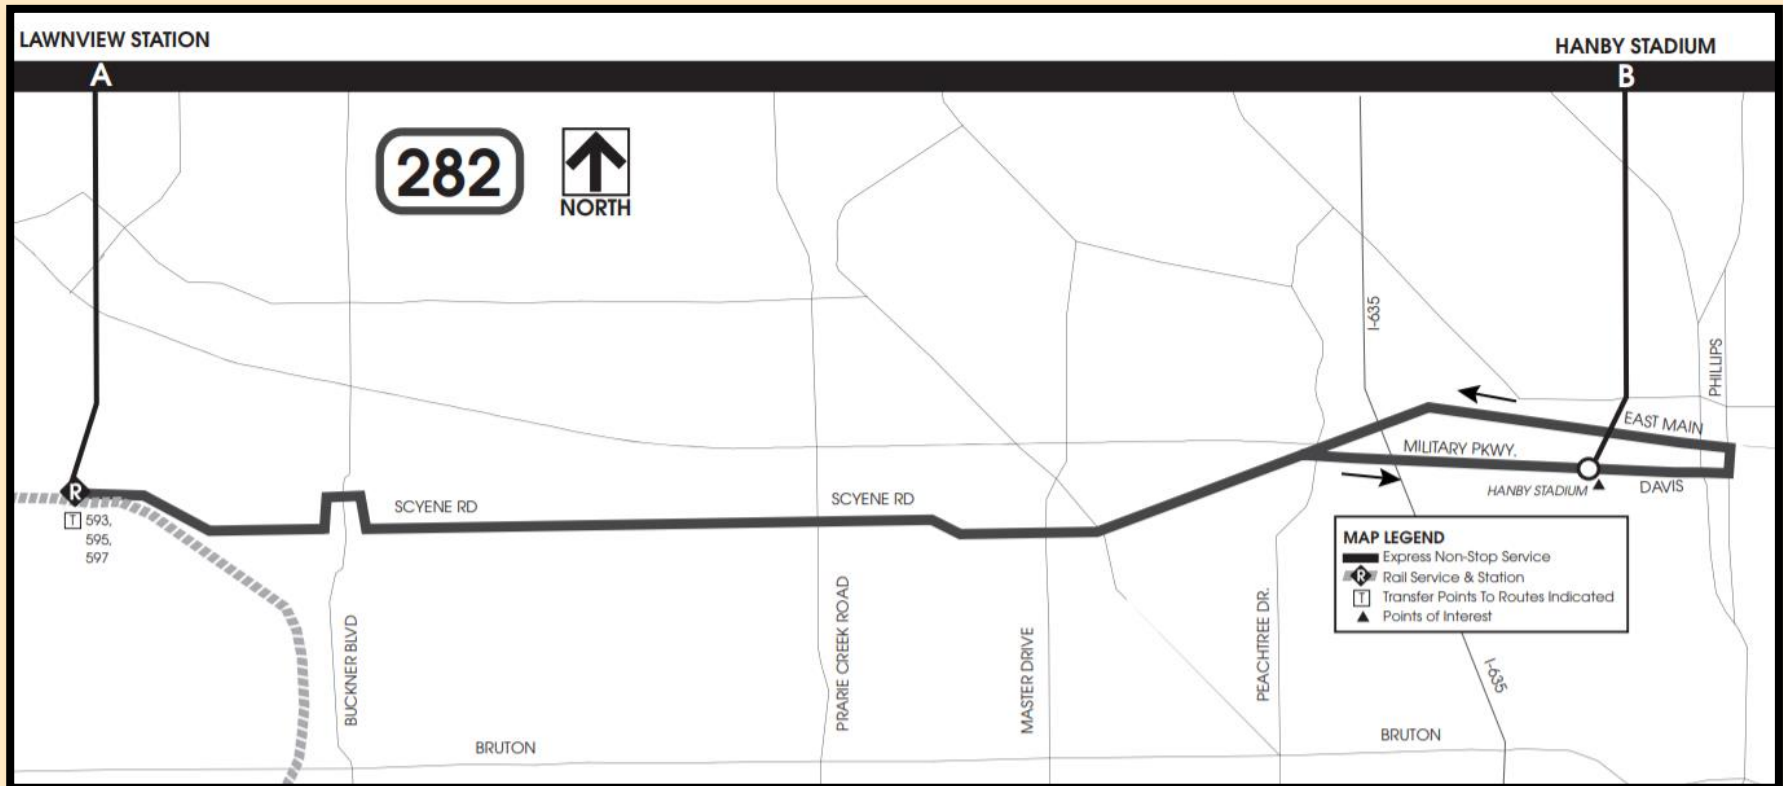 LAWNVIEW STATION
HANBY STADIUM
A
B
282
NORTH
I-635
PHILLIPS
EAST MAIN
MILITARY PKWY.
R
SCYENE RD
SCYENE RD
HANBY STADIUM
DAVIS
T 593,
595,
597
MAP LEGEND
Express Non-Stop Service
R Rail Service & Station
T Transfer Points To Routes Indicated
Points of Interest
BUCKNER BLVD
PRARIE CREEK ROAD
MASTER DRIVE
PEACHTREE DR.
I-635
BRUTON
BRUTON